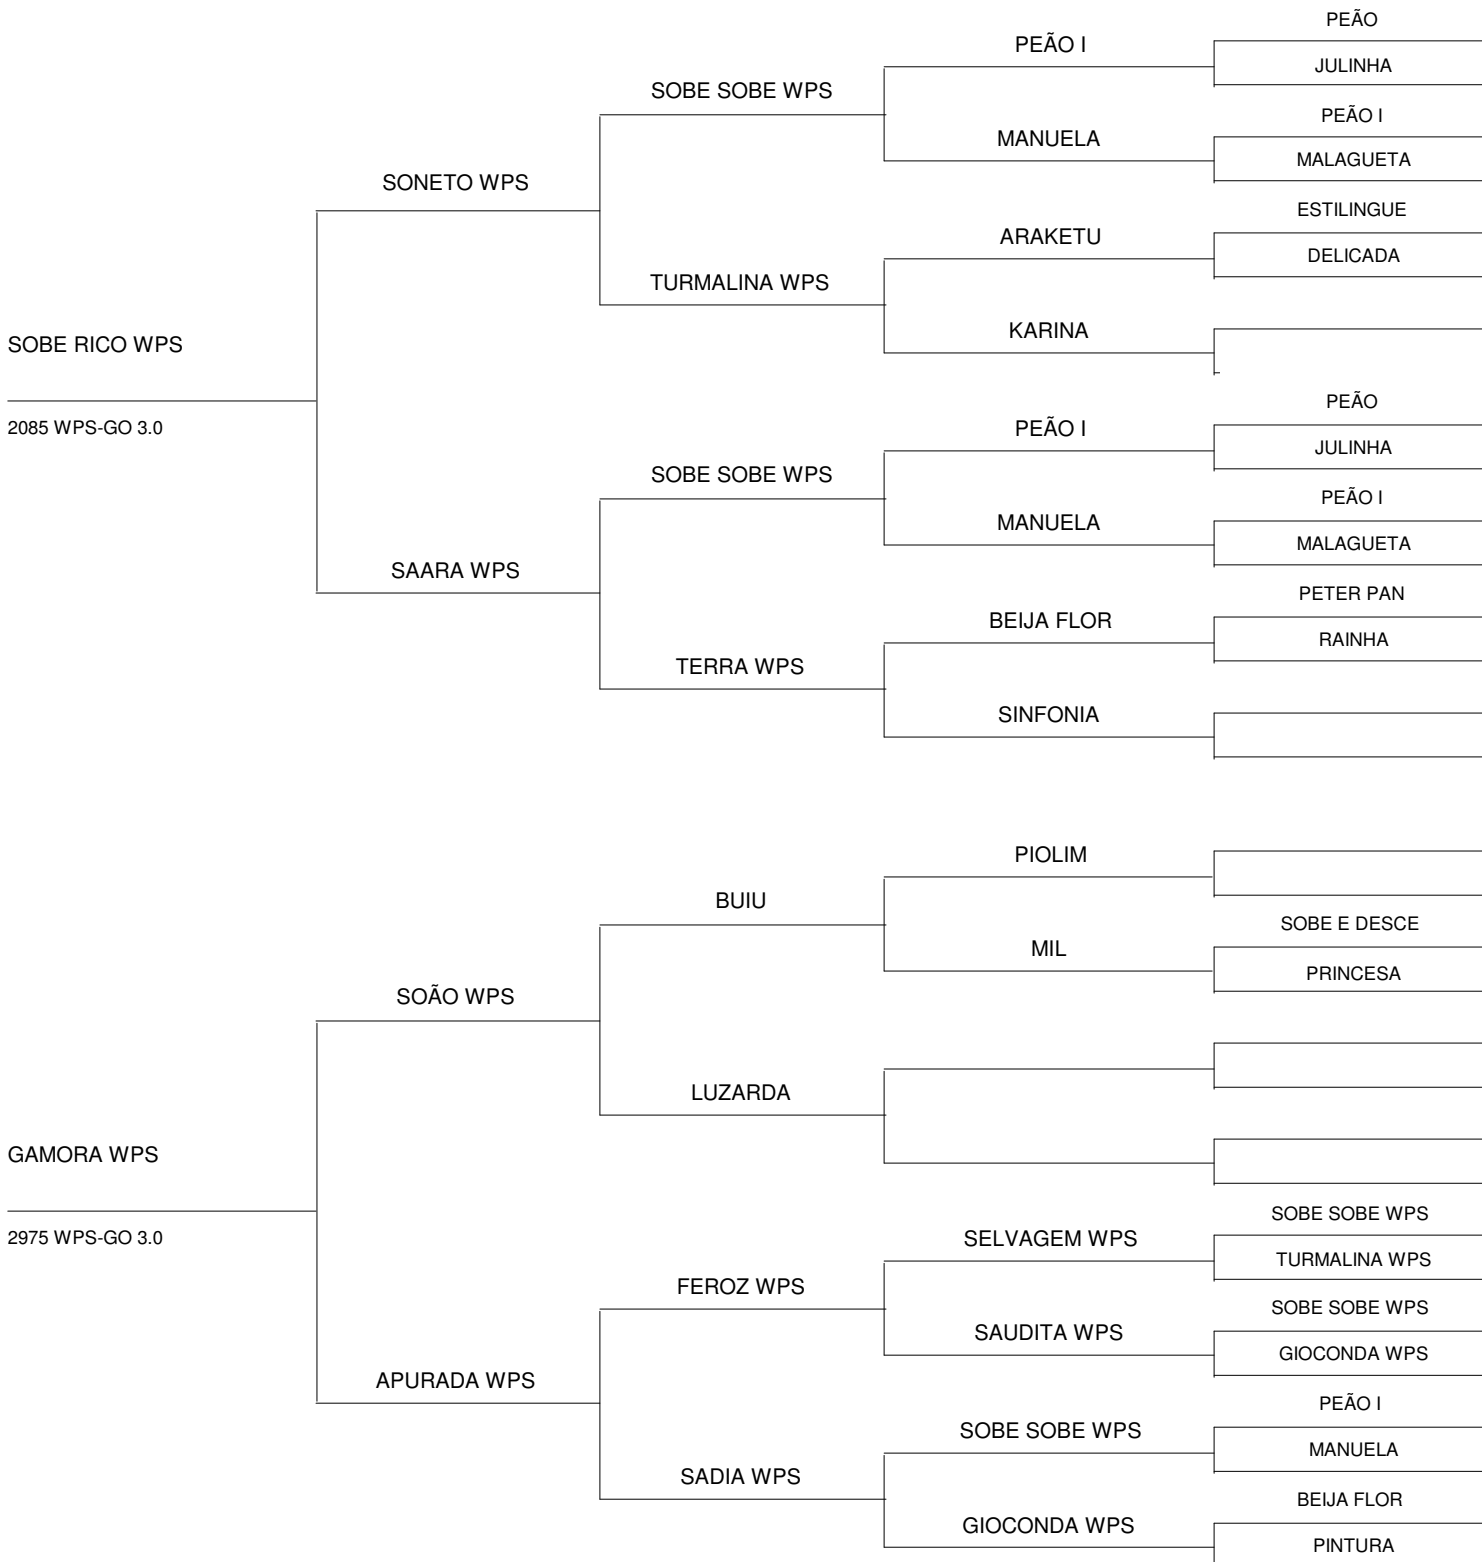 PEÃO
PEÃO I
JULINHA
SOBE SOBE WPS
PEÃO I
MANUELA
MALAGUETA
SONETO WPS
ESTILINGUE
ARAKETU
DELICADA
TURMALINA WPS
KARINA
SOBE RICO WPS
PEÃO
2085 WPS-GO 3.0
PEÃO I
JULINHA
SOBE SOBE WPS
PEÃO I
MANUELA
MALAGUETA
SAARA WPS
PETER PAN
BEIJA FLOR
RAINHA
TERRA WPS
SINFONIA
PIOLIM
BUIU
SOBE E DESCE
MIL
PRINCESA
SOÃO WPS
LUZARDA
GAMORA WPS
SOBE SOBE WPS
2975 WPS-GO 3.0
SELVAGEM WPS
TURMALINA WPS
FEROZ WPS
SOBE SOBE WPS
SAUDITA WPS
GIOCONDA WPS
APURADA WPS
PEÃO I
SOBE SOBE WPS
MANUELA
SADIA WPS
BEIJA FLOR
GIOCONDA WPS
PINTURA